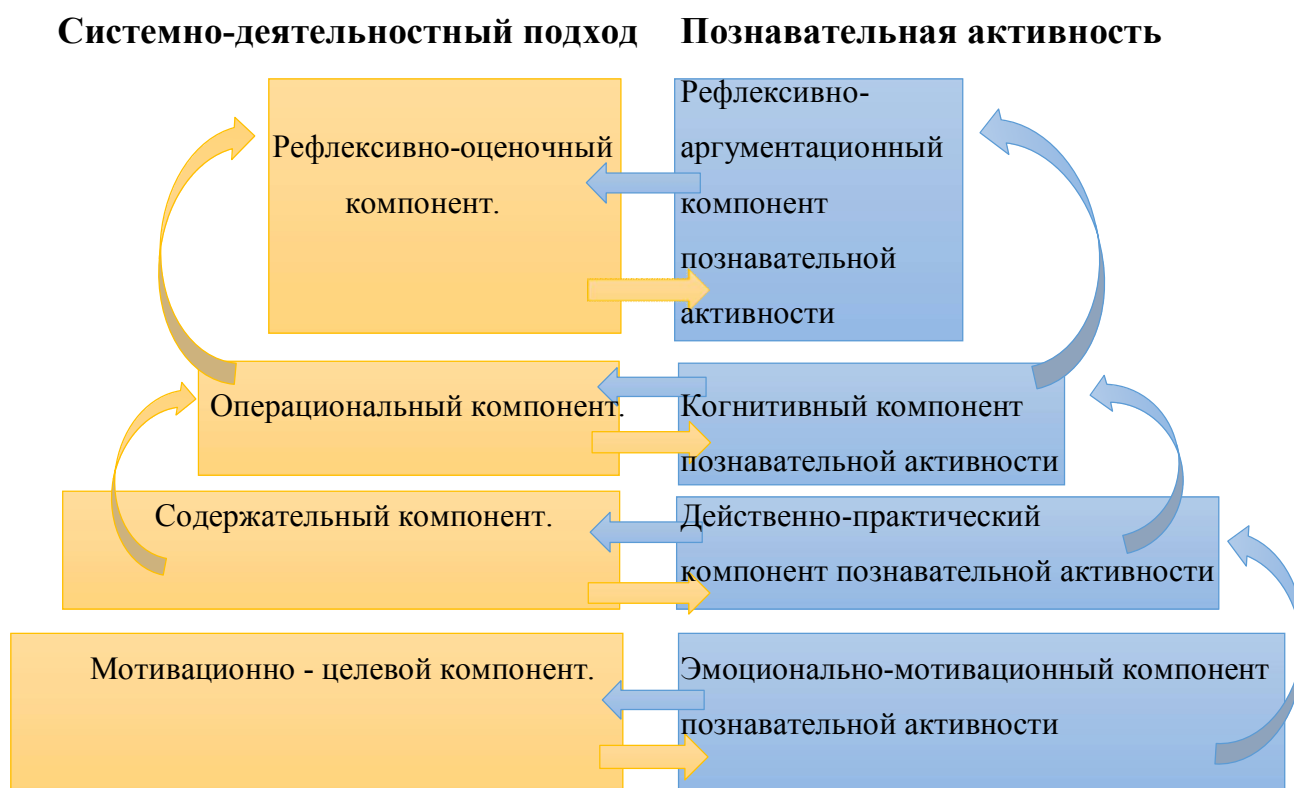 Системно-деятельностный подход
Познавательная активность
Рефлексивно-оценочный
компонент.
Рефлексивно-
аргументационный
компонент
познавательной
активности
Операциональный компонент.
Когнитивный компонент
познавательной активности
Содержательный компонент.
Действенно-практический
компонент познавательной активности
Мотивационно - целевой компонент.
Эмоционально-мотивационный компонент
познавательной активности